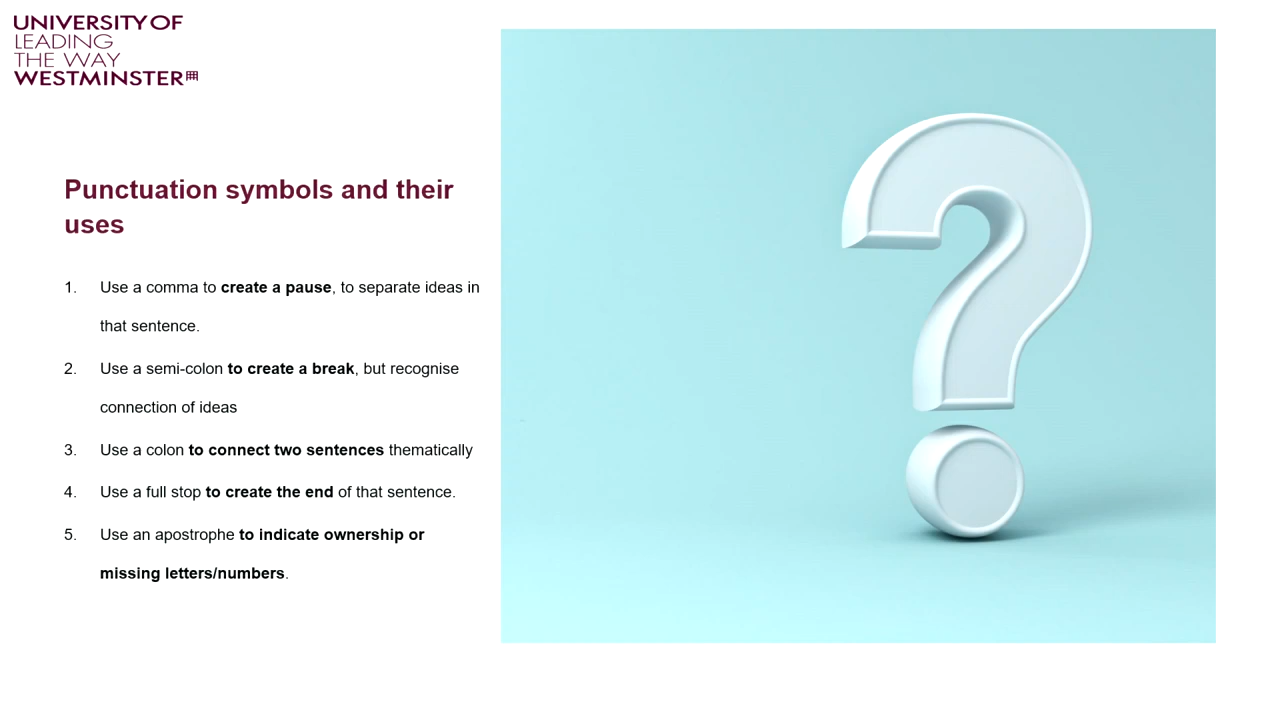 UNIVERSITY OF
LEADING
THE WAY
WESTMINSTER
Punctuation symbols and their
uses
1. Use a comma to create a pause, to separate ideas in
that sentence.
2. Use a semi-colon to create a break, but recognise
connection of ideas
3. Use a colon to connect two sentences thematically
4. Use a full stop to create the end of that sentence.
5. Use an apostrophe to indicate ownership or
missing letters/numbers.
?